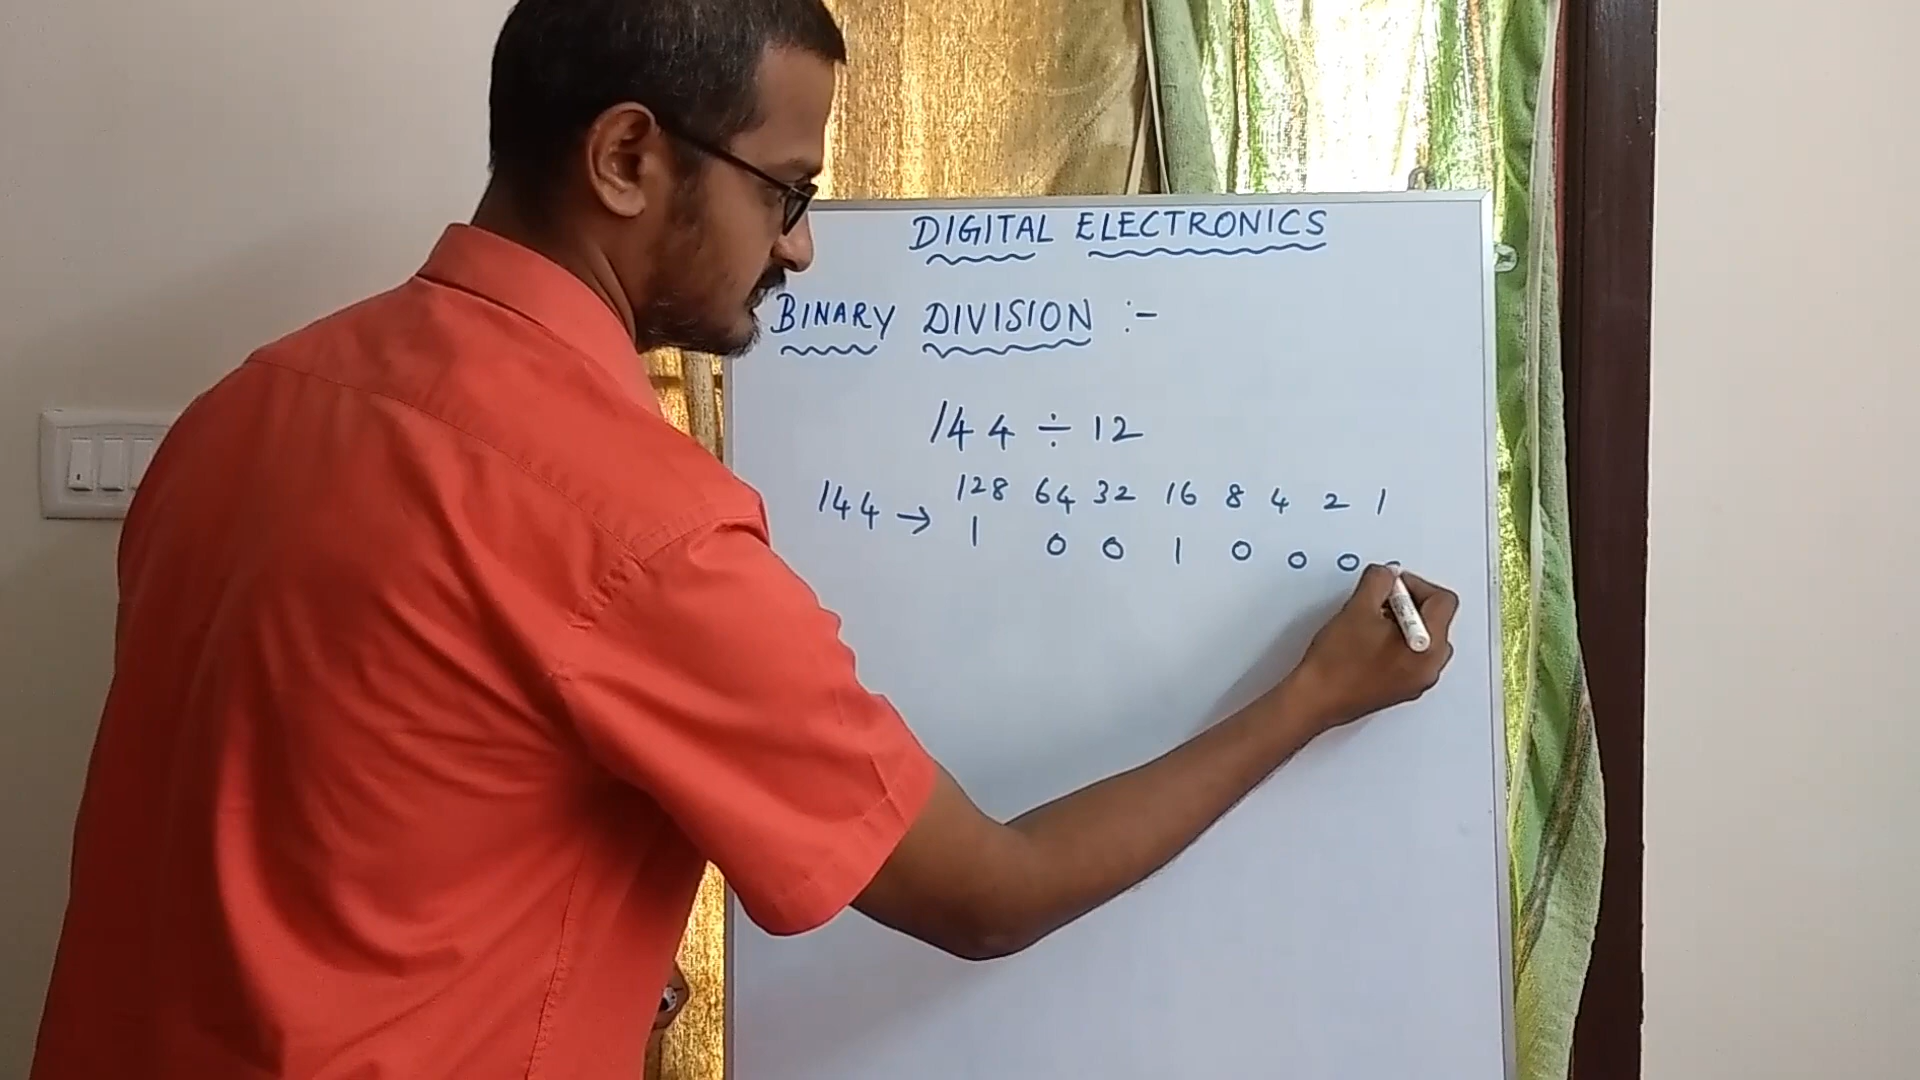 DIGITAL ELECTRONICS
BINARY DIVISION :-
144 ÷ 12
144 → 128 64 32 16 8 4 2 1
1 0 0 1 0 0 0